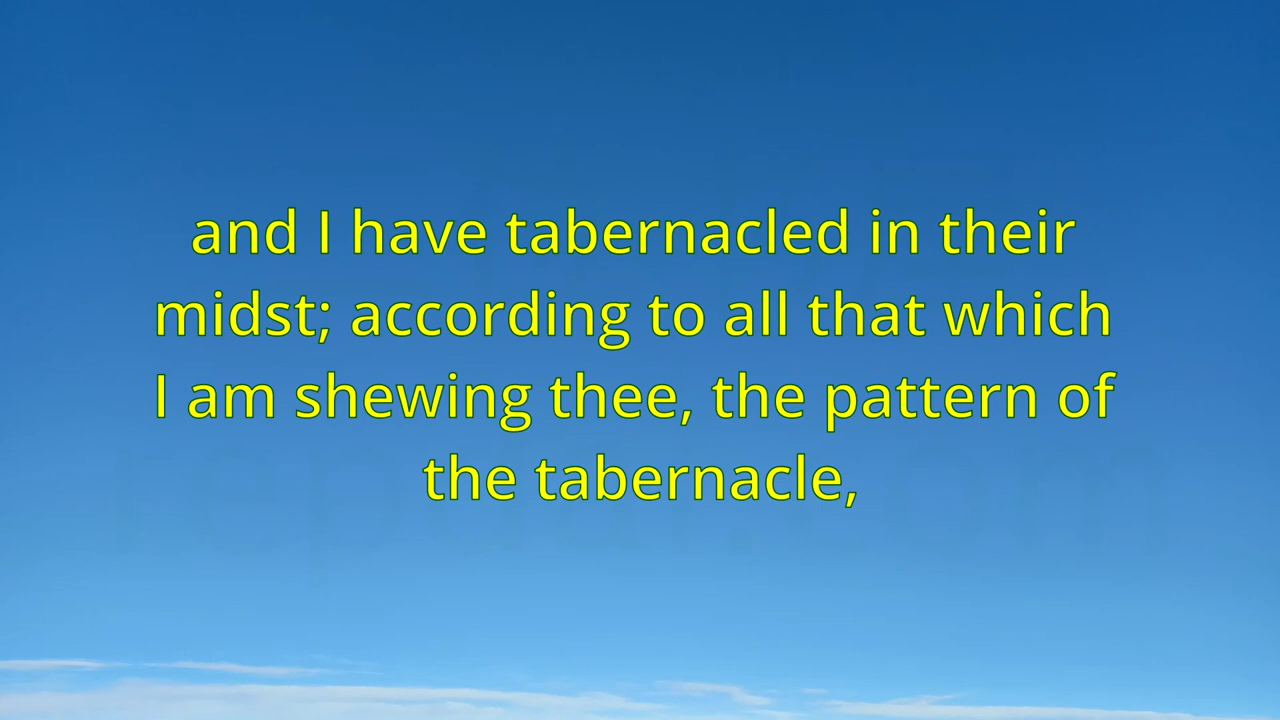 and I have tabernacled in their
midst; according to all that which
I am shewing thee, the pattern of
the tabernacle,